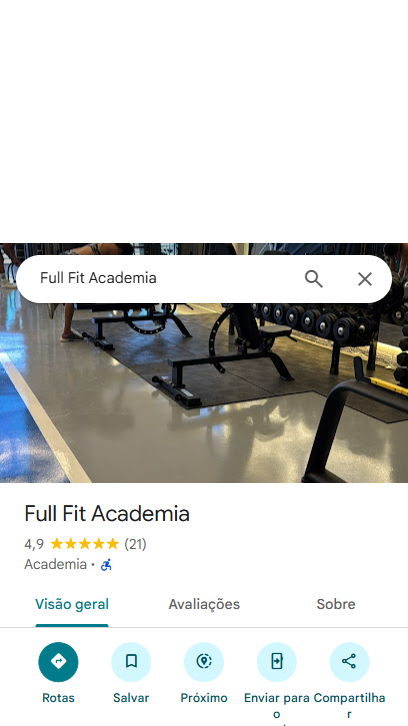 Full Fit Academia
Full Fit Academia
4,9 ★★★★★ (21)
Academia ·
Visão geral Avaliações Sobre
Rotas Salvar Próximo Enviar para Compartilha
o r